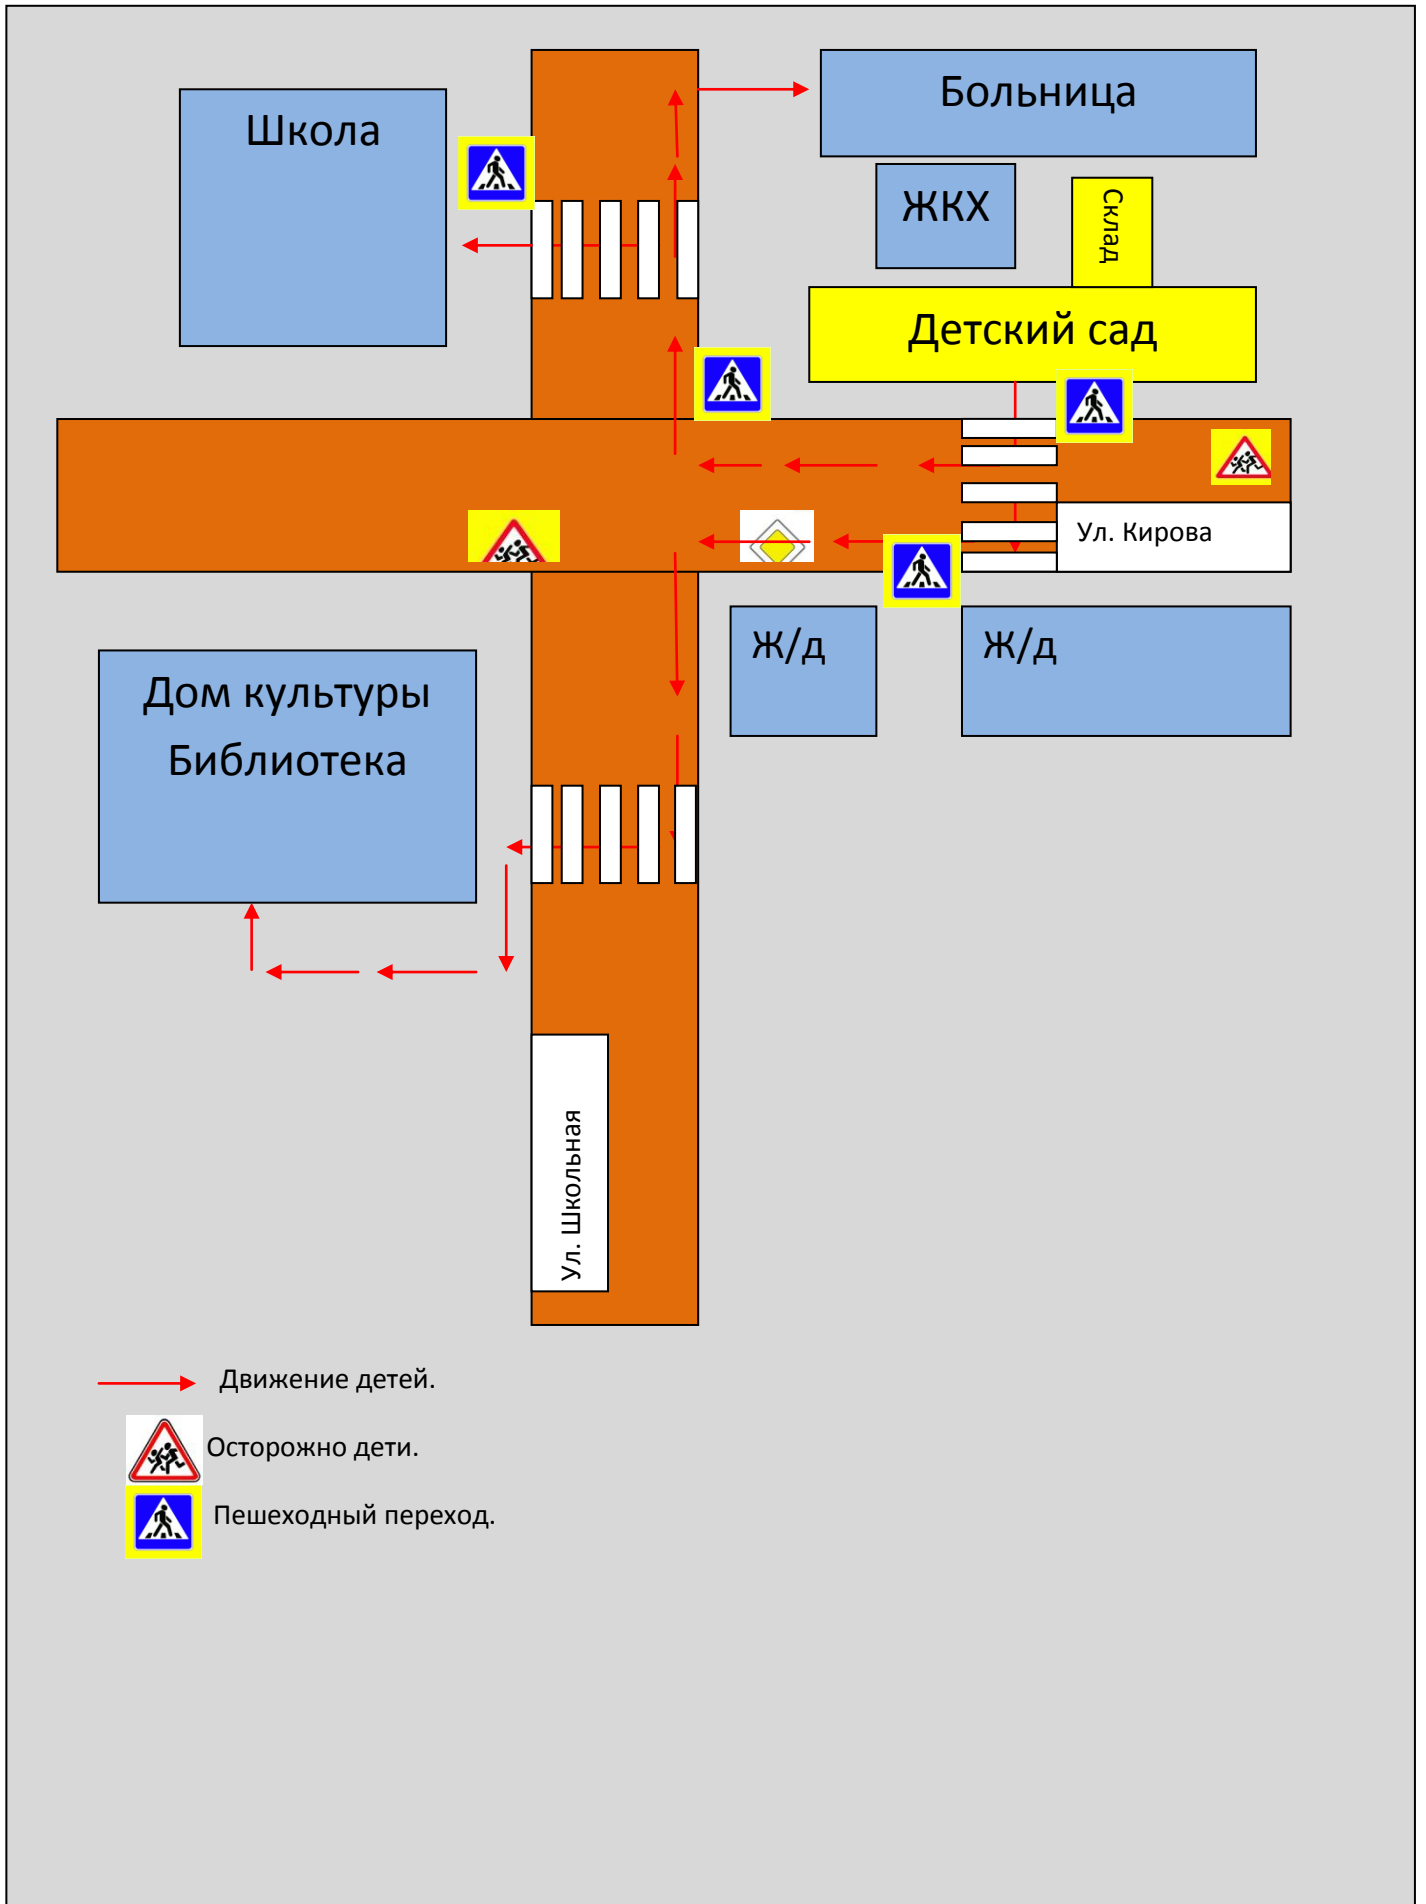 Больница
Школа
ЖКХ
Склад
Детский сад
Ул. Кирова
Ж/д
Ж/д
Дом культуры
Библиотека
Ул. Школьная
Движение детей.
Осторожно дети.
Пешеходный переход.